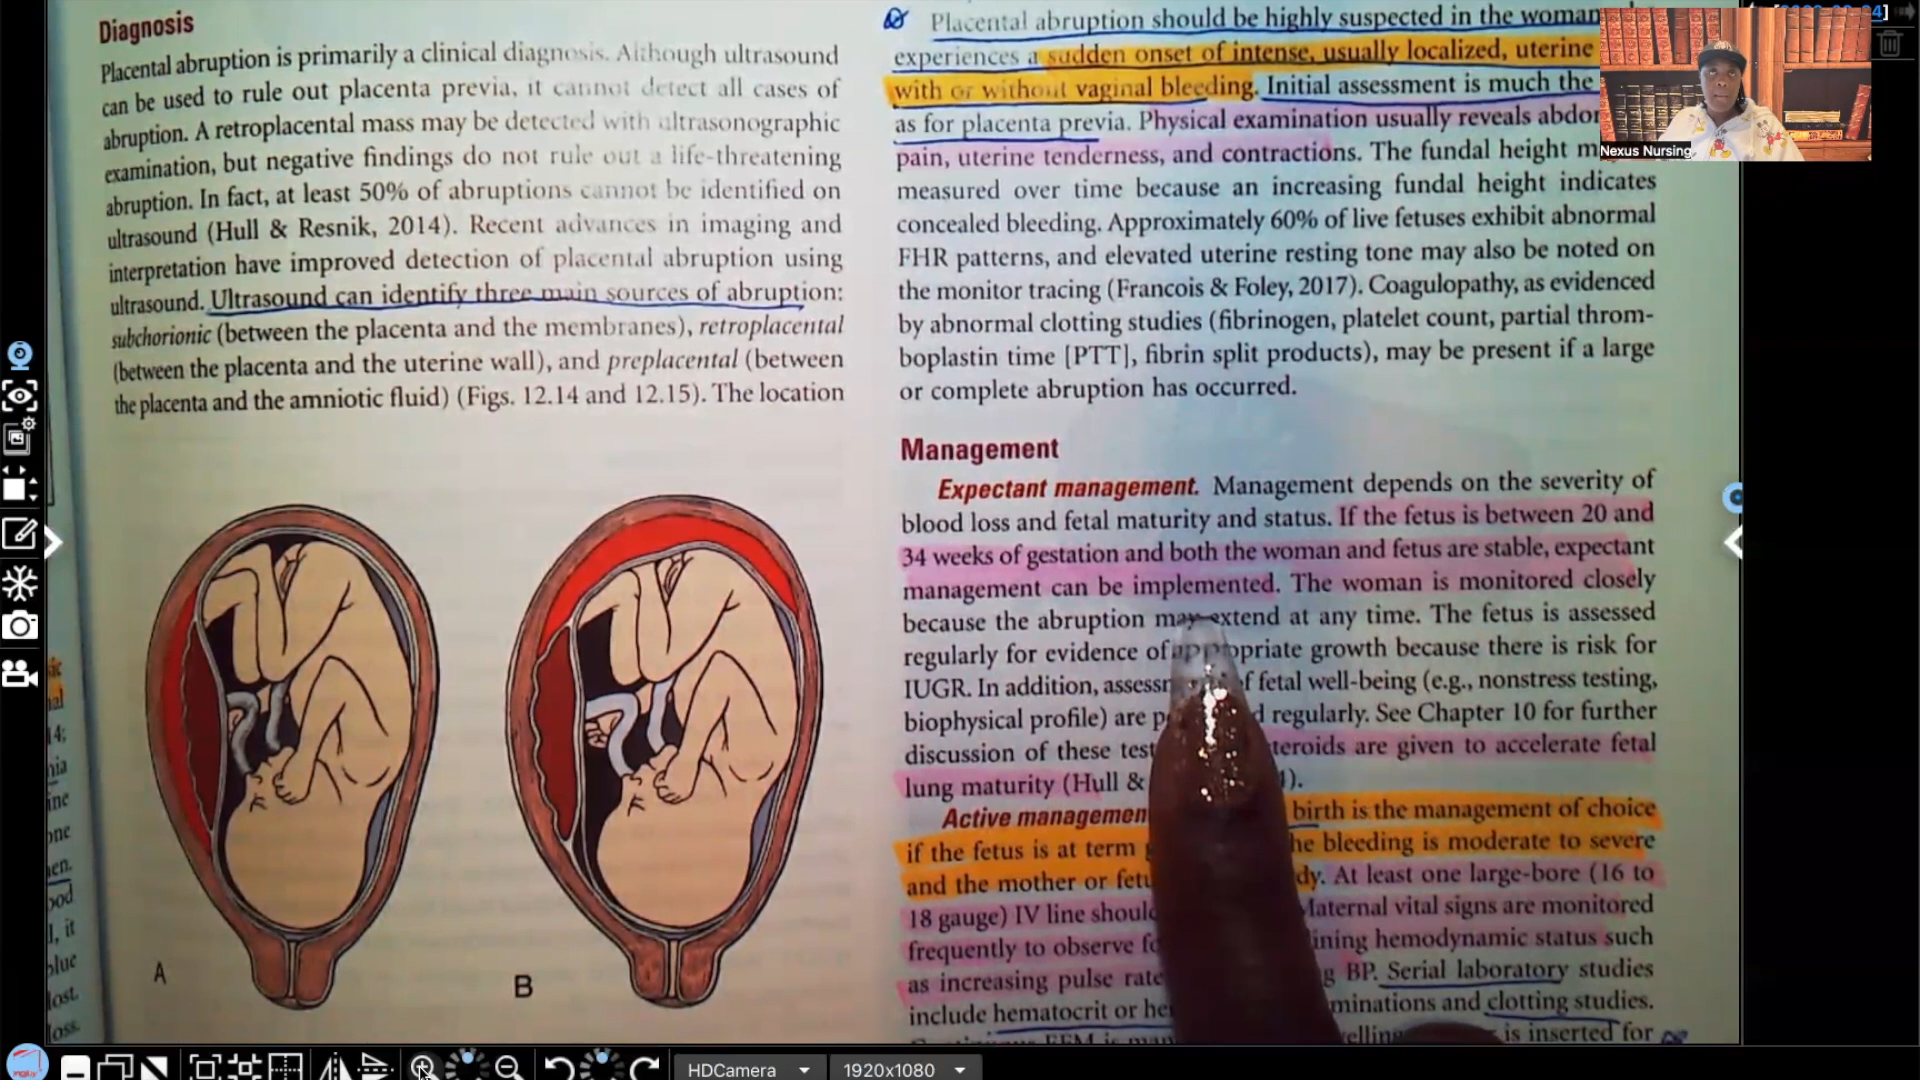 Diagnosis
Placental abruption is primarily a clinical diagnosis. Although ultrasound
can be used to rule out placenta previa, it cannot detect all cases of
abruption. A retroplacental mass may be detected with ultrasonographic
examination, but negative findings do not rule out a life-threatening
abruption. In fact, at least 50% of abruptions cannot be identified on
ultrasound (Hull & Resnik, 2014). Recent advances in imaging and
interpretation have improved detection of placental abruption using
ultrasound. Ultrasound can identify three main sources of abruption:
subchorionic (between the placenta and the membranes), retroplacental
(between the placenta and the uterine wall), and preplacental (between
the placenta and the amniotic fluid) (Figs. 12.14 and 12.15). The location
A
B
Placental abruption should be highly suspected in the woman
experiences a sudden onset of intense, usually localized, uterine
with or without vaginal bleeding. Initial assessment is much the
as for placenta previa. Physical examination usually reveals
pain, uterine tenderness, and contractions. The fundal height
measured over time because an increasing fundal height indicates
concealed bleeding. Approximately 60% of live fetuses exhibit abnormal
FHR patterns, and elevated uterine resting tone may also be noted on
the monitor tracing (Francois & Foley, 2017). Coagulopathy, as evidenced
by abnormal clotting studies (fibrinogen, platelet count, partial throm-
boplastin time [PTT], fibrin split products), may be present if a large
or complete abruption has occurred.
Management
Expectant management. Management depends on the severity of
blood loss and fetal maturity and status. If the fetus is between 20 and
34 weeks of gestation and both the woman and fetus are stable, expectant
management can be implemented. The woman is monitored closely
because the abruption may extend at any time. The fetus is assessed
regularly for evidence of appropriate growth because there is risk for
IUGR. In addition, of fetal well-being (e.g., nonstress testing,
biophysical profile) are regularly. See Chapter 10 for further
discussion of these are given to accelerate fetal
lung maturity (Hull &
Active birth is the management of choice
if the fetus is at term bleeding is moderate to severe
and the mother or At least one large-bore (16 to
18 gauge) IV line Maternal vital signs are monitored
frequently to observe hemodynamic status such
as increasing pulse rate BP. Serial laboratory studies
include hematocrit or and clotting studies.
is inserted for
Nexus Nursing
HDCamera
1920x1080